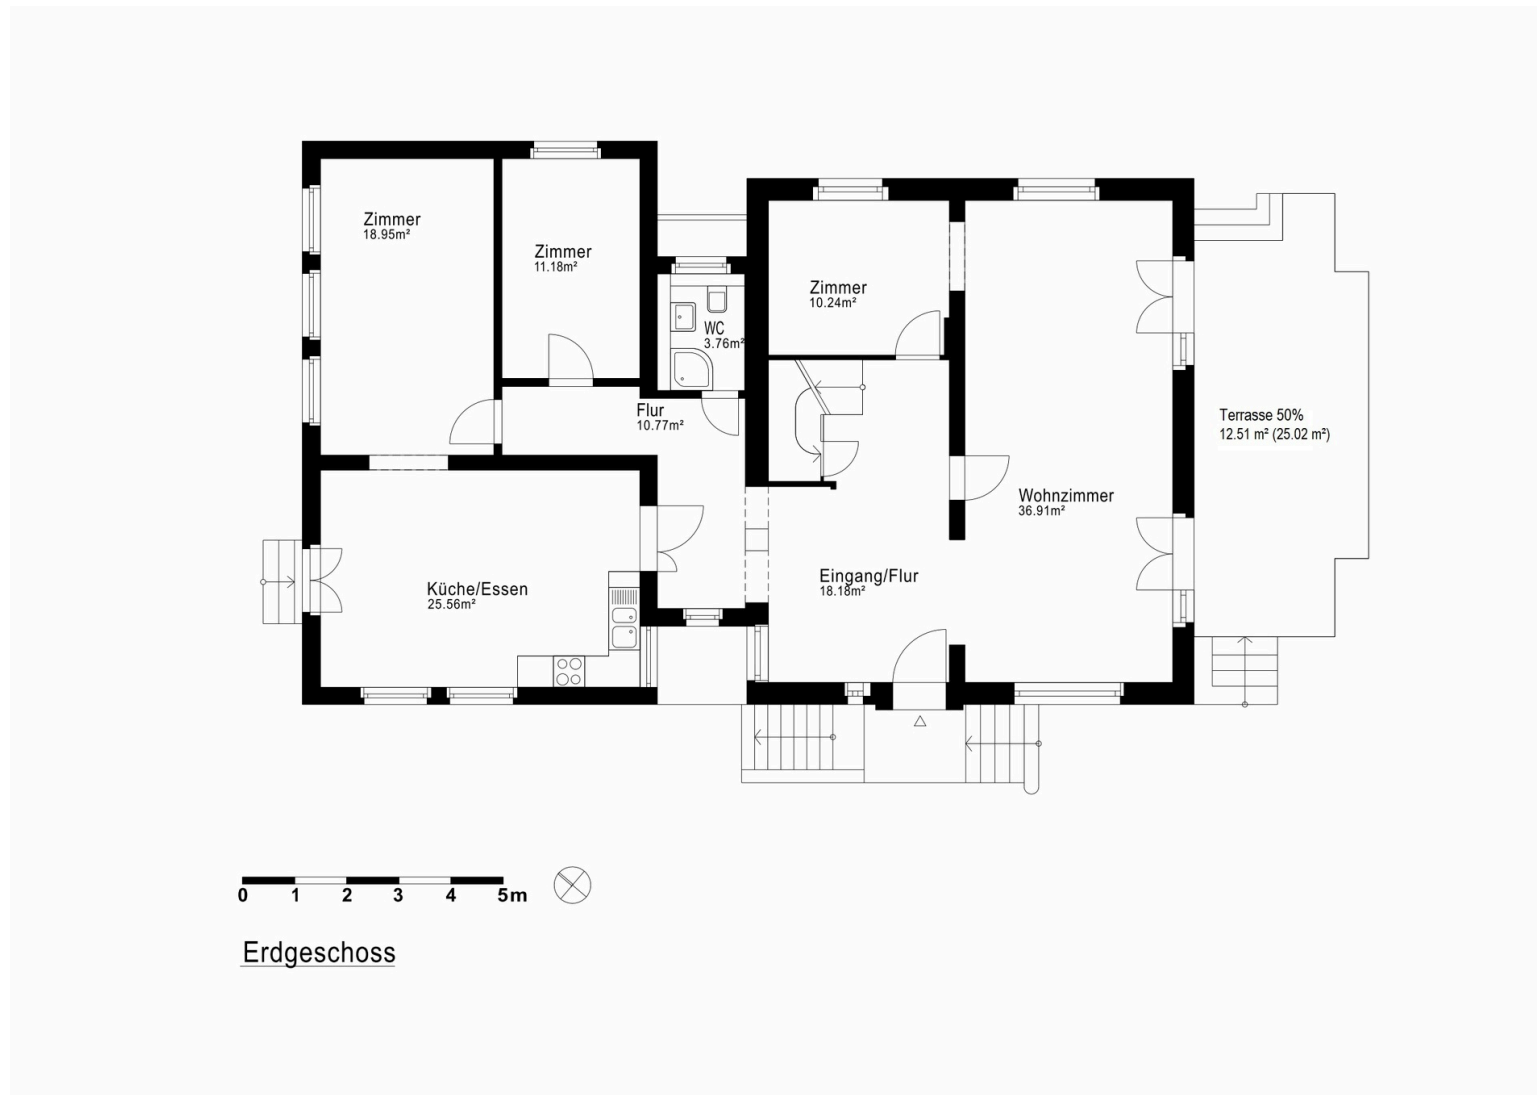 Zimmer
18.95m²
Zimmer
11.18m²
Zimmer
10.24m²
WC
3.76m²
Flur
10.77m²
Terrasse 50%
12.51 m² (25.02 m²)
Wohnzimmer
36.91m²
Eingang/Flur
18.18m²
Küche/Essen
25.56m²
0 1 2 3 4 5m
Erdgeschoss